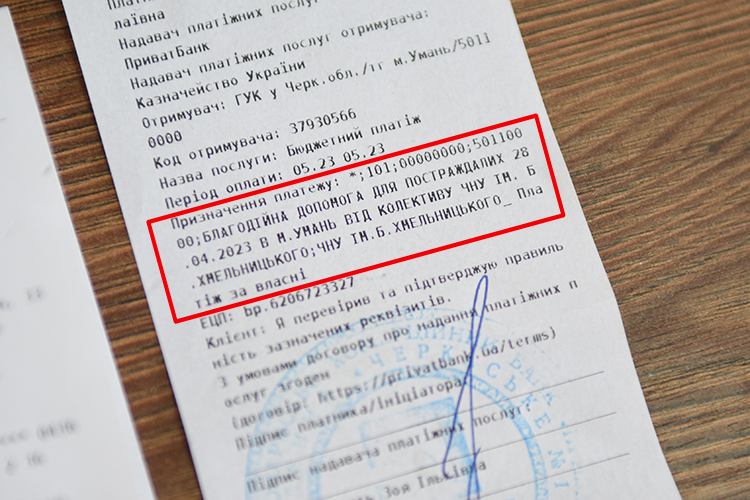 лаївна
Надавач платіжних послуг
ПриватБанк
Надавач платіжних послуг отримувача:
Казначейство України
Отримувач: ГУК у Черк.обл./тг м.Умань/5011
0000
Код отримувача: 37930566
Назва послуги: Бюджетний платіж
Період оплати: 05.23 05.23
Призначення платежу: *;101;00000000;501100
00;БЛАГОДІЙНА ДОПОМОГА ДЛЯ ПОСТРАЖДАЛИХ 28
.04.2023 В М.УМАНЬ ВІД КОЛЕКТИВУ ЧНУ ІМ. Б
.ХМЕЛЬНИЦЬКОГО;ЧНУ ІМ.Б.ХМЕЛЬНИЦЬКОГО_ Пла
тіж за власні
ЕЦП: bp.6206723327
Клієнт: Я перевірив та підтверджую правиль
ність зазначених реквізитів.
З умовами договору про надання платіжних п
ослуг згоден
(договір: https://privatbank.ua/terms)
Підпис платника/ініціатора:
Підпис надавача платіжних послуг:
Зоя Ільківна
ЧЕРКАСЬКЕ